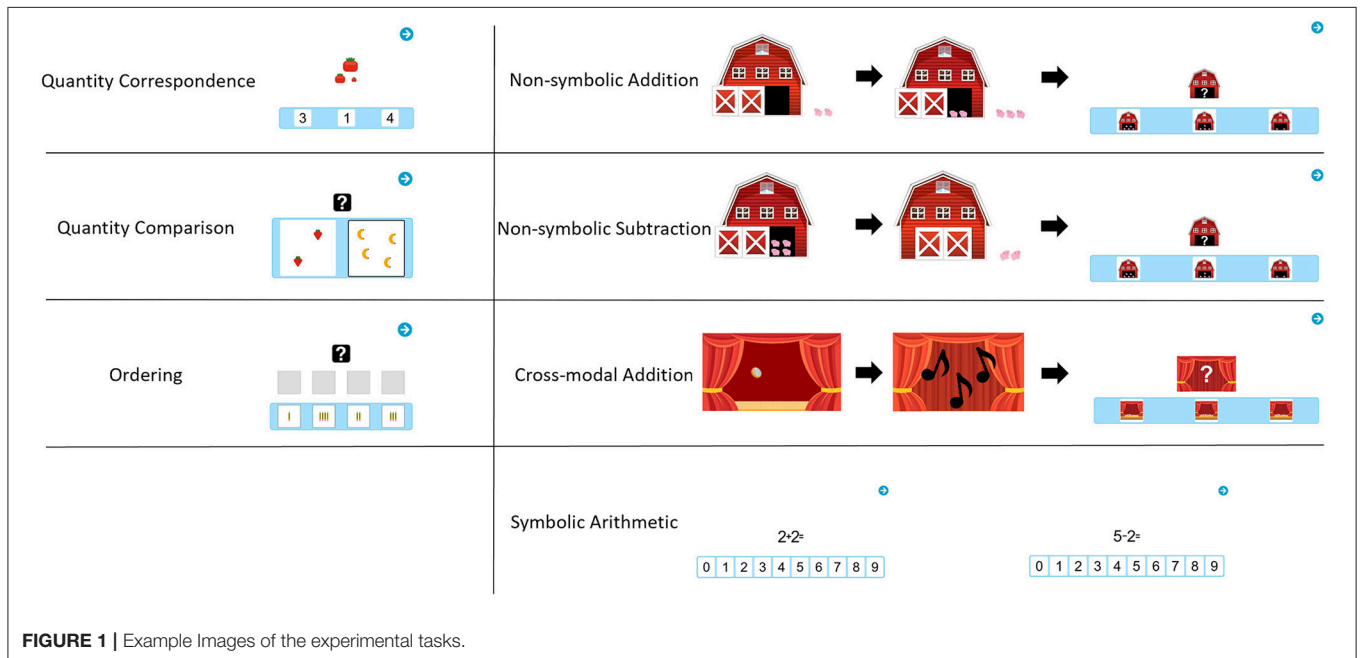 Quantity Correspondence
3 1 4
Non-symbolic Addition
?
Quantity Comparison
?
Non-symbolic Subtraction
?
Ordering
?
Cross-modal Addition
?
Symbolic Arithmetic
2+2=
0 1 2 3 4 5 6 7 8 9
5-2=
0 1 2 3 4 5 6 7 8 9
FIGURE 1 | Example Images of the experimental tasks.